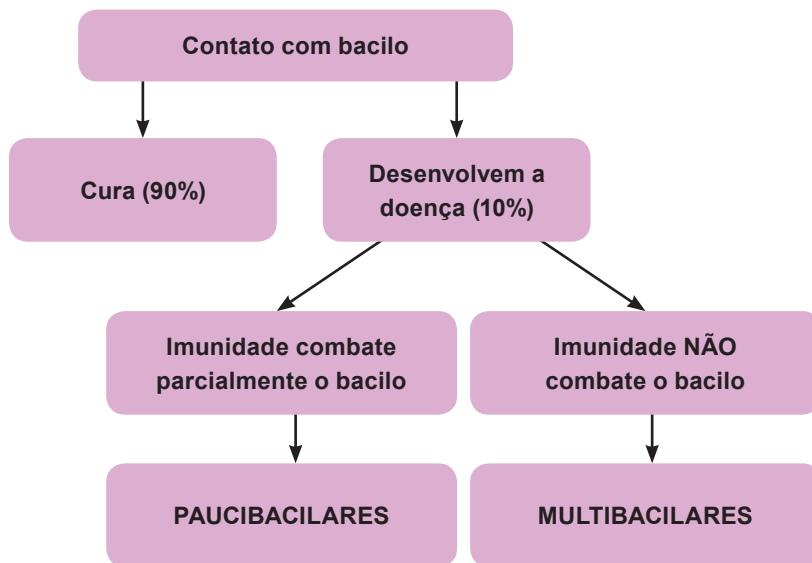 Contato com bacilo
Cura (90%)
Desenvolvem a
doença (10%)
Imunidade combate
parcialmente o bacilo
Imunidade NÃO
combate o bacilo
PAUCIBACILARES
MULTIBACILARES